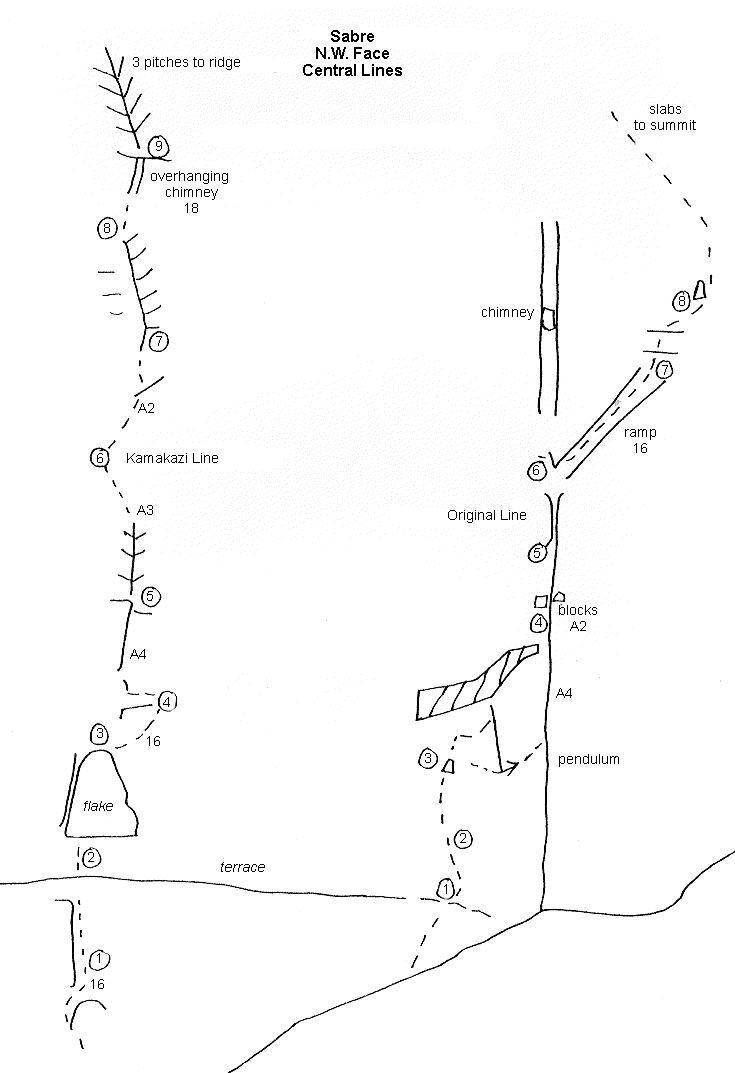 Sabre
N.W. Face
Central Lines
3 pitches to ridge
9
overhanging
chimney
18
8
7
A2
6
Kamakazi Line
A3
5
A4
4
3
16
flake
2
terrace
1
16
slabs
to summit
8
chimney
7
ramp
16
6
Original Line
5
blocks
A2
4
A4
3
pendulum
2
1